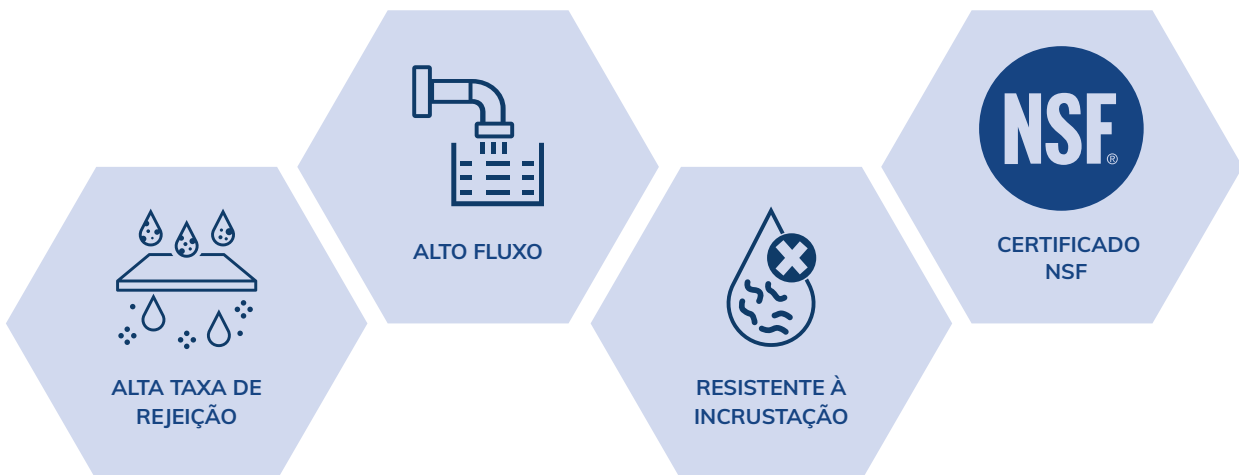 ALTA TAXA DE
REJEIÇÃO
ALTO FLUXO
RESISTENTE À
INCRUSTAÇÃO
NSF®
CERTIFICADO
NSF